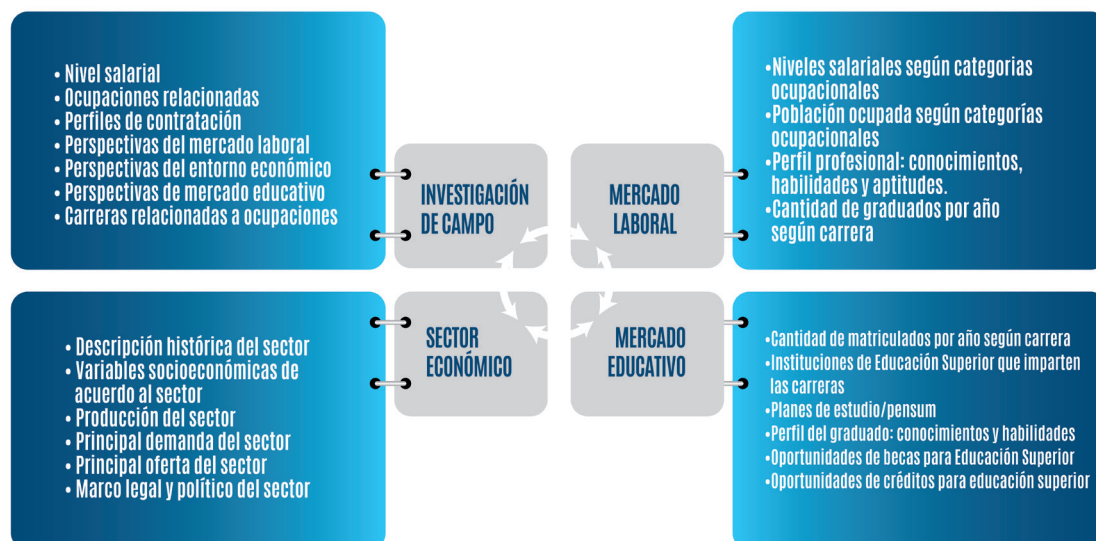 • Nivel salarial
• Ocupaciones relacionadas
• Perfiles de contratación
• Perspectivas del mercado laboral
• Perspectivas del entorno económico
• Perspectivas de mercado educativo
• Carreras relacionadas a ocupaciones
INVESTIGACIÓN
DE CAMPO
MERCADO
LABORAL
•Niveles salariales según categorias
ocupacionales
•Población ocupada según categorías
ocupacionales
•Perfil profesional: conocimientos,
habilidades y aptitudes.
•Cantidad de graduados por año
según carrera
• Descripción histórica del sector
• Variables socioeconómicas de
acuerdo al sector
• Producción del sector
• Principal demanda del sector
• Principal oferta del sector
• Marco legal y político del sector
SECTOR
ECONÓMICO
MERCADO
EDUCATIVO
•Cantidad de matriculados por año según carrera
•Instituciones de Educación Superior que imparten
las carreras
•Planes de estudio/pensum
•Perfil del graduado: conocimientos y habilidades
•Oportunidades de becas para Educación Superior
•Oportunidades de créditos para educación superior